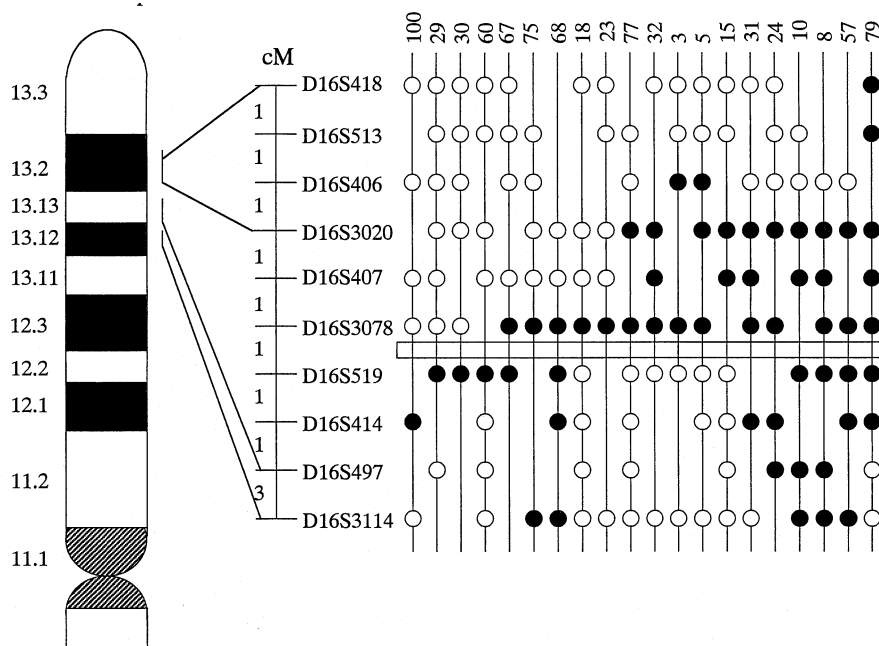 100 29 30 60 67 75 68 18 23 77 32 3 5 15 31 24 10 8 57 79
cM
13.3
13.2
13.13
13.12
13.11
12.3
12.2
12.1
11.2
11.1
D16S418
1
D16S513
1
D16S406
1
D16S3020
1
D16S407
1
D16S3078
1
D16S519
1
D16S414
1
D16S497
3
D16S3114